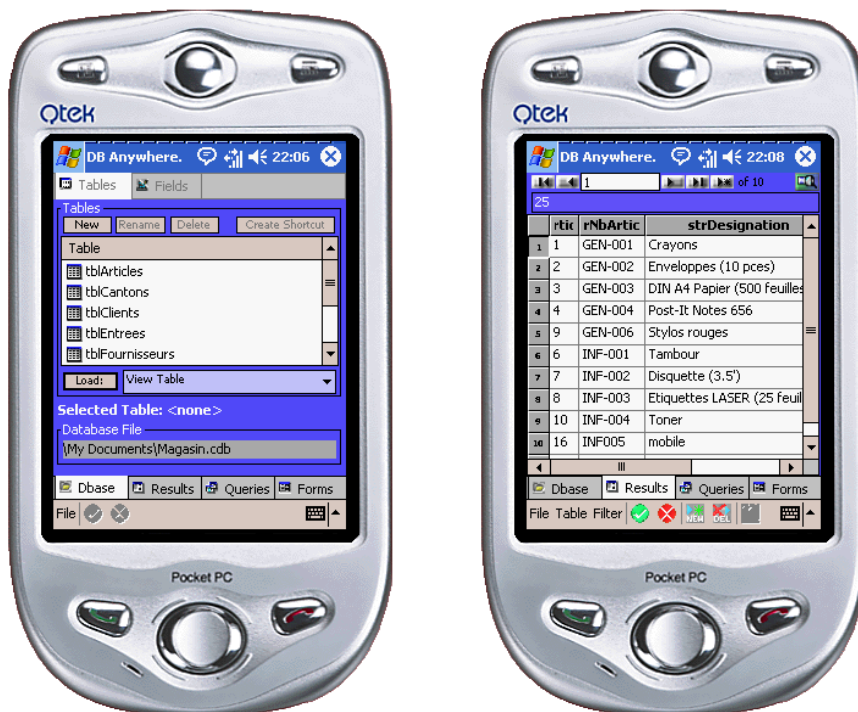 Qtek
DB Anywhere. 22:06
Tables Fields
Tables
New Rename Delete Create Shortcut
Table
tblArticles
tblCantons
tblClients
tblEntrees
tblFournisseurs
Load: View Table
Selected Table: <none>
Database File
\My Documents\Magasin.cdb
Dbase Results Queries Forms
File
Pocket PC
Qtek
DB Anywher. 22:08
1 of 10
25
rtic rNbArtic strDesignation
1 1 GEN-001 Crayons
2 2 GEN-002 Enveloppes (10 pces)
3 3 GEN-003 DIN A4 Papier (500 feuilles
4 4 GEN-004 Post-It Notes 656
5 9 GEN-006 Stylos rouges
6 6 INF-001 Tambour
7 7 INF-002 Disquette (3.5')
8 8 INF-003 Etiquettes LASER (25 feuil
9 10 INF-004 Toner
10 16 INF005 mobile
Dbase Results Queries Forms
File Table Filter NEW DEL
Pocket PC